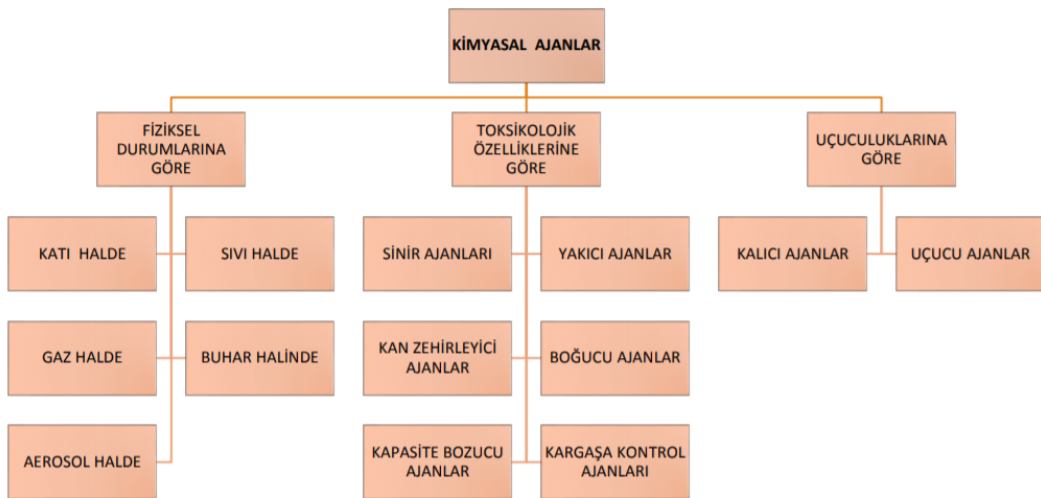 KİMYASAL AJANLAR
FİZİKSEL
DURUMLARINA
GÖRE
TOKSİKOLOJİK
ÖZELLİKLERİNE
GÖRE
UÇUCULUKLARINA
GÖRE
KATI HALDE
SIVI HALDE
SİNİR AJANLARI
YAKICI AJANLAR
KALICI AJANLAR
UÇUCU AJANLAR
GAZ HALDE
BUHAR HALİNDE
KAN ZEHİRLEYİCİ
AJANLAR
BOĞUCU AJANLAR
AEROSOL HALDE
KAPASİTE BOZUCU
AJANLAR
KARGAŞA KONTROL
AJANLARI